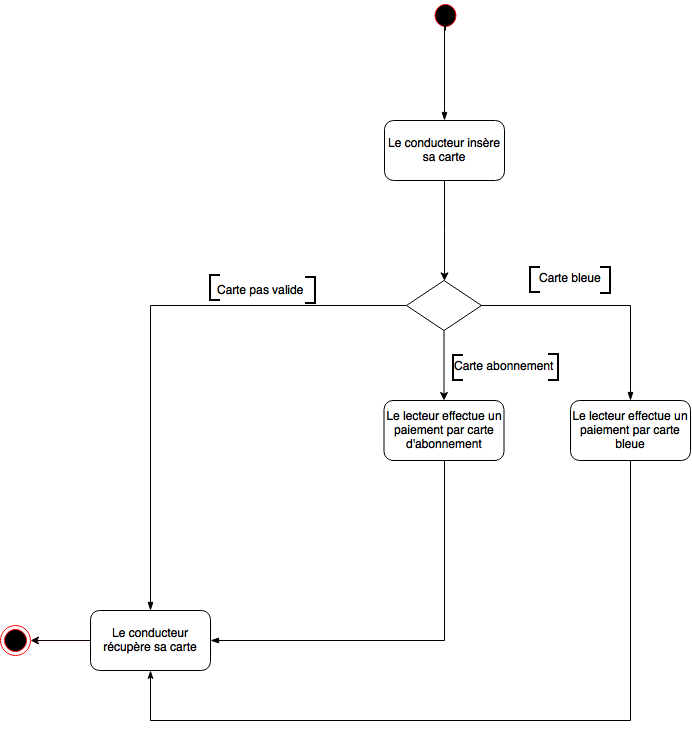 Le conducteur insère
sa carte
Carte pas valide
Carte bleue
Carte abonnement
Le lecteur effectue un
paiement par carte
d'abonnement
Le lecteur effectue un
paiement par carte
bleue
Le conducteur
récupère sa carte